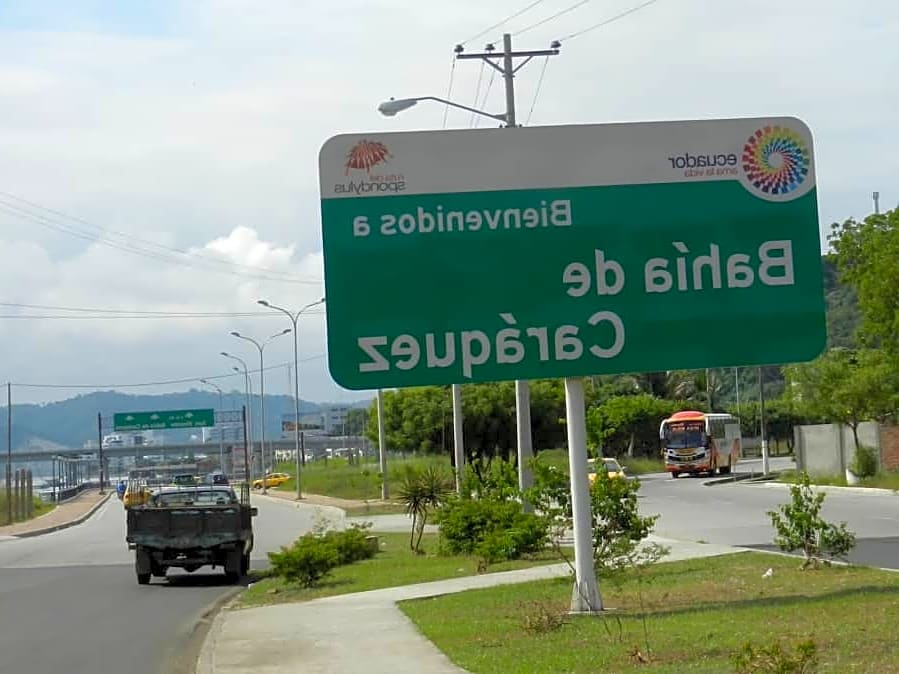 ecuador
ama la vida
ruta del
spondylus
Bienvenidos a
Bahía de
Caráquez